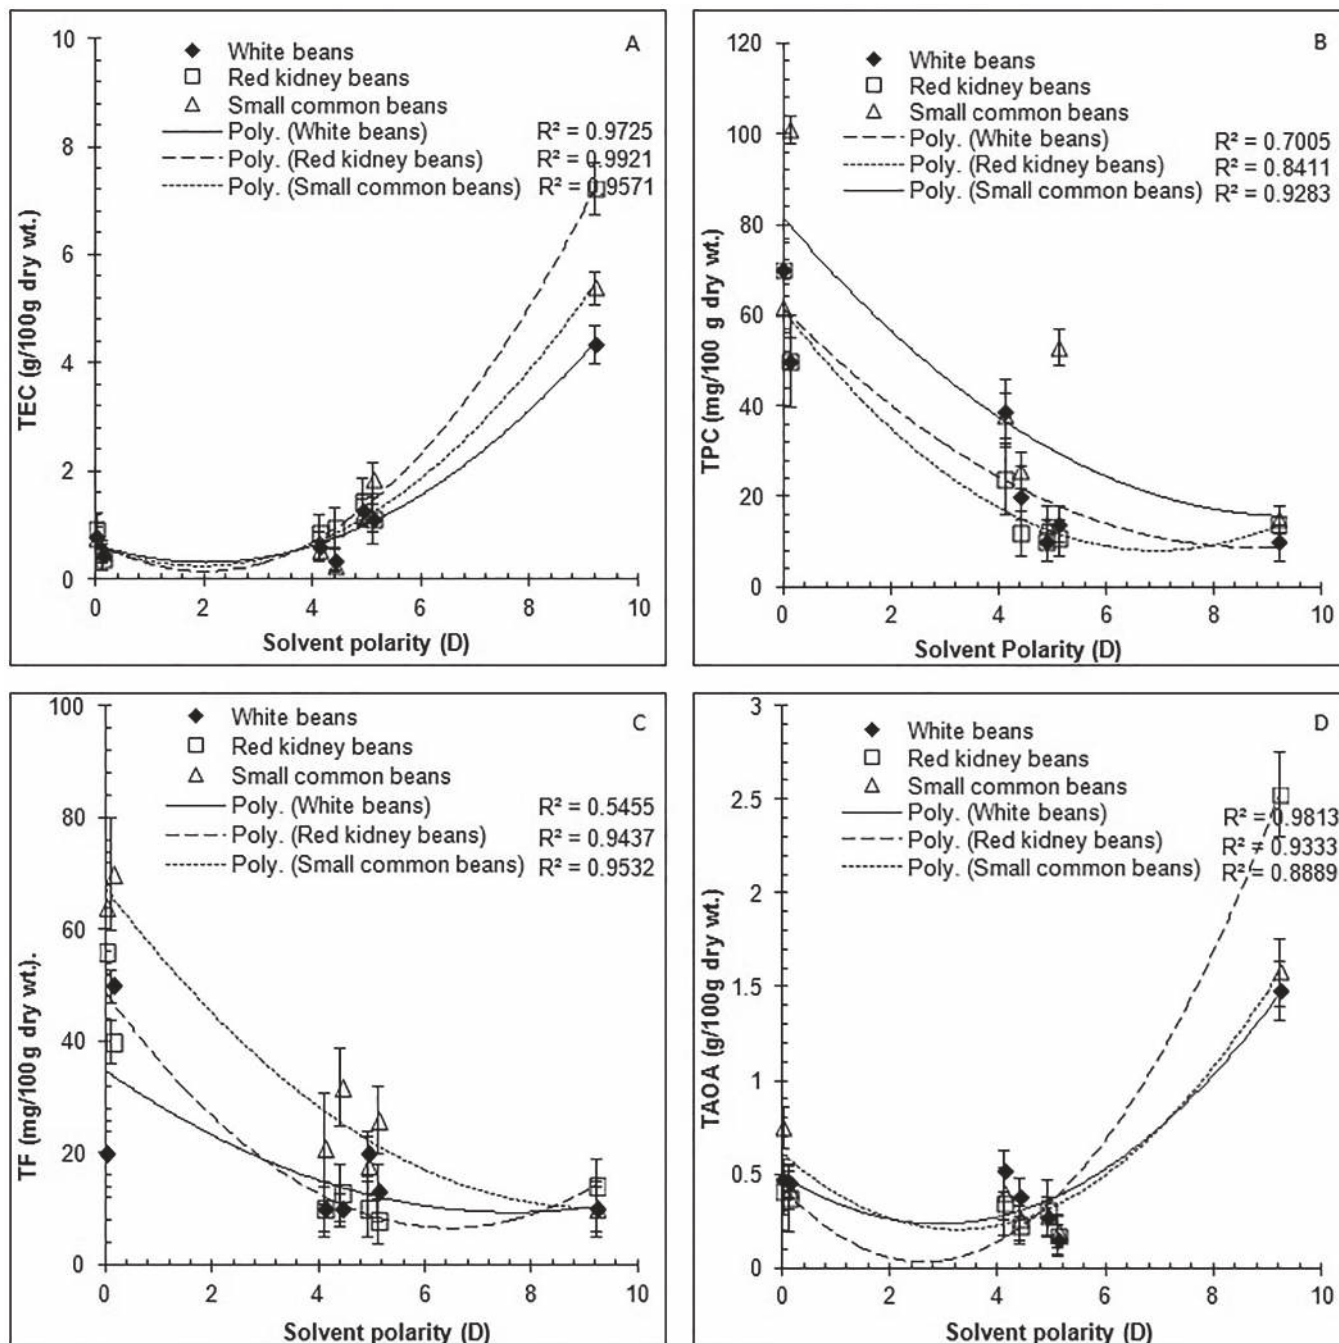 A
10
8
6
4
2
0
TEC (g/100g dry wt.)
White beans
Red kidney beans
Small common beans
Poly. (White beans) R² = 0.9725
Poly. (Red kidney beans) R² = 0.9921
Poly. (Small common beans) R² = 0.9571
0 2 4 6 8 10
Solvent polarity (D)
B
120
100
80
60
40
20
0
TPC (mg/100 g dry wt.)
White beans
Red kidney beans
Small common beans
Poly. (White beans) R² = 0.7005
Poly. (Red kidney beans) R² = 0.8411
Poly. (Small common beans) R² = 0.9283
0 2 4 6 8 10
Solvent Polarity (D)
C
100
80
60
40
20
0
TF (mg/100g dry wt.).
White beans
Red kidney beans
Small common beans
Poly. (White beans) R² = 0.5455
Poly. (Red kidney beans) R² = 0.9437
Poly. (Small common beans) R² = 0.9532
0 2 4 6 8 10
Solvent polarity (D)
D
3
2.5
2
1.5
1
0.5
0
TAOA (g/100g dry wt.)
White beans
Red kidney beans
Small common beans
Poly. (White beans) R² = 0.9813
Poly. (Red kidney beans) R² = 0.9333
Poly. (Small common beans) R² = 0.8889
0 2 4 6 8 10
Solvent polarity (D)